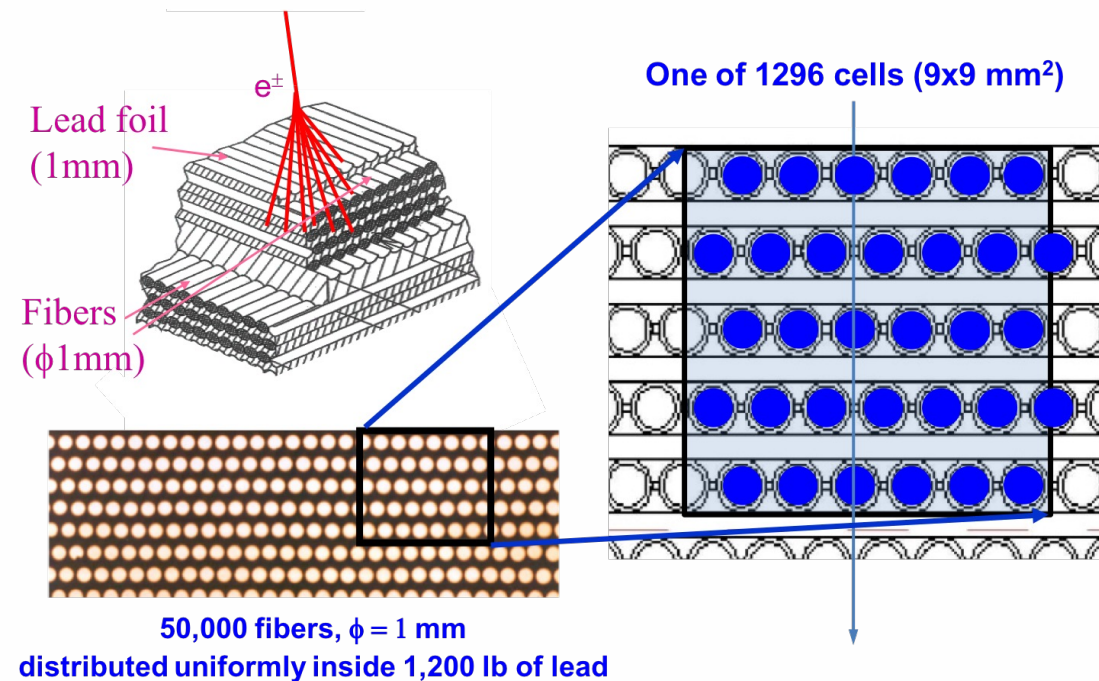 e±
Lead foil
(1mm)
Fibers
(ϕ1mm)
One of 1296 cells (9x9 mm²)
50,000 fibers, ϕ = 1 mm
distributed uniformly inside 1,200 lb of lead